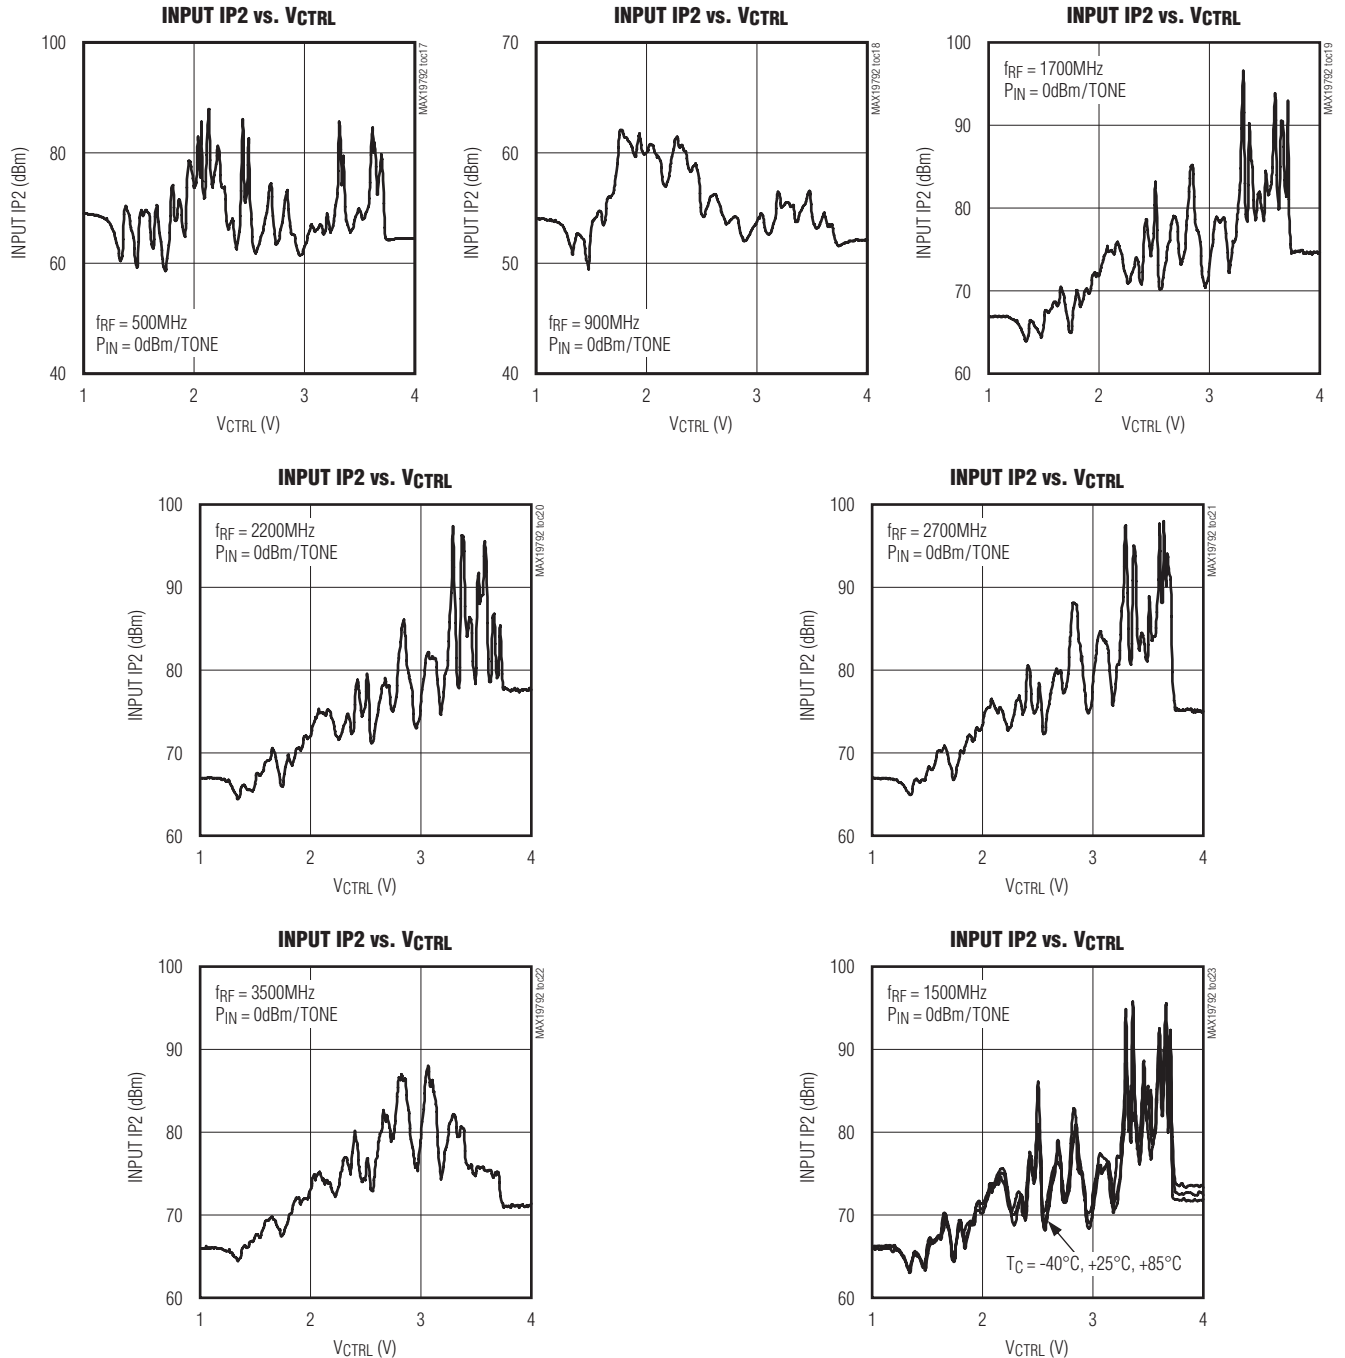 INPUT IP2 vs. VCTRL
MAX19792 toc17
INPUT IP2 (dBm)
100
80
60
40
fRF = 500MHz
PIN = 0dBm/TONE
1 2 3 4
VCTRL (V)
INPUT IP2 vs. VCTRL
MAX19792 toc18
INPUT IP2 (dBm)
70
60
50
40
fRF = 900MHz
PIN = 0dBm/TONE
1 2 3 4
VCTRL (V)
INPUT IP2 vs. VCTRL
MAX19792 toc19
INPUT IP2 (dBm)
100
90
80
70
60
fRF = 1700MHz
PIN = 0dBm/TONE
1 2 3 4
VCTRL (V)
INPUT IP2 vs. VCTRL
MAX19792 toc20
INPUT IP2 (dBm)
100
90
80
70
60
fRF = 2200MHz
PIN = 0dBm/TONE
1 2 3 4
VCTRL (V)
INPUT IP2 vs. VCTRL
MAX19792 toc21
INPUT IP2 (dBm)
100
90
80
70
60
fRF = 2700MHz
PIN = 0dBm/TONE
1 2 3 4
VCTRL (V)
INPUT IP2 vs. VCTRL
MAX19792 toc22
INPUT IP2 (dBm)
100
90
80
70
60
fRF = 3500MHz
PIN = 0dBm/TONE
1 2 3 4
VCTRL (V)
INPUT IP2 vs. VCTRL
MAX19792 toc23
INPUT IP2 (dBm)
100
90
80
70
60
fRF = 1500MHz
PIN = 0dBm/TONE
TC = -40°C, +25°C, +85°C
1 2 3 4
VCTRL (V)